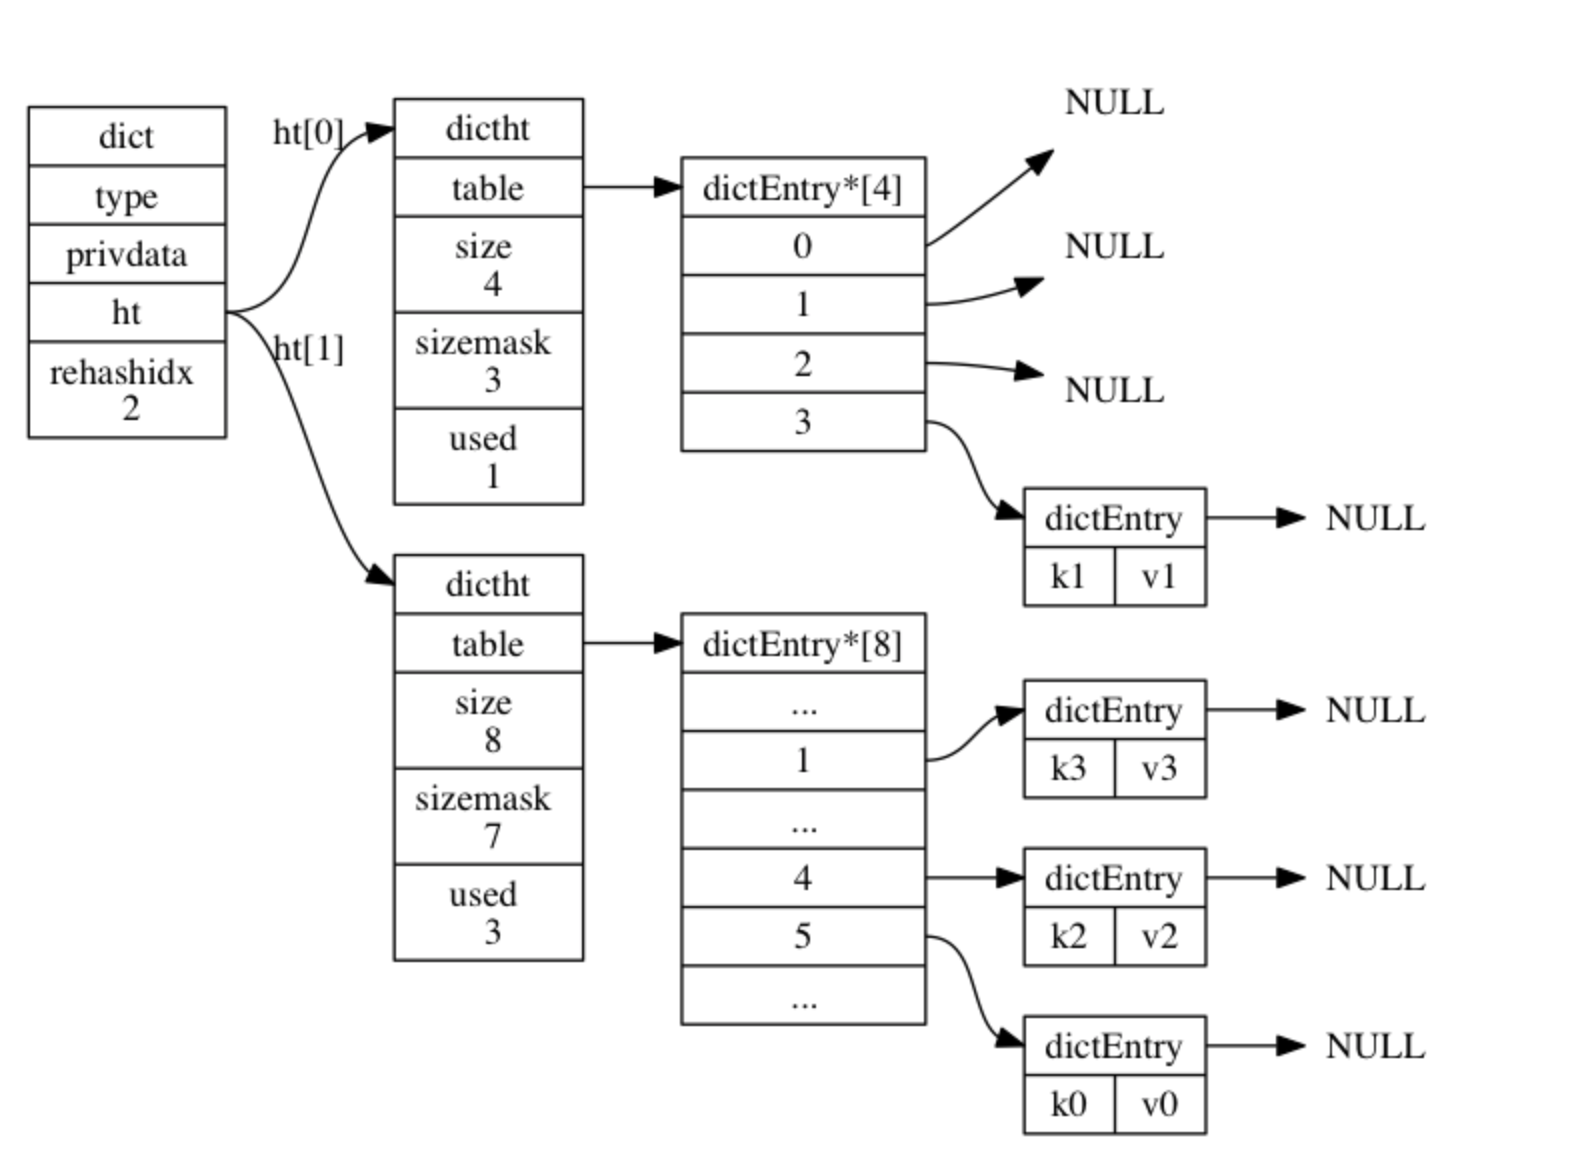 dict
type
privdata
ht
rehashidx
2
ht[0]
ht[1]
dictht
table
size
4
sizemask
3
used
1
dictEntry*[4]
0
1
2
3
NULL
NULL
NULL
dictEntry
k1 v1
NULL
dictht
table
size
8
sizemask
7
used
3
dictEntry*[8]
...
1
...
4
5
...
dictEntry
k3 v3
NULL
dictEntry
k2 v2
NULL
dictEntry
k0 v0
NULL